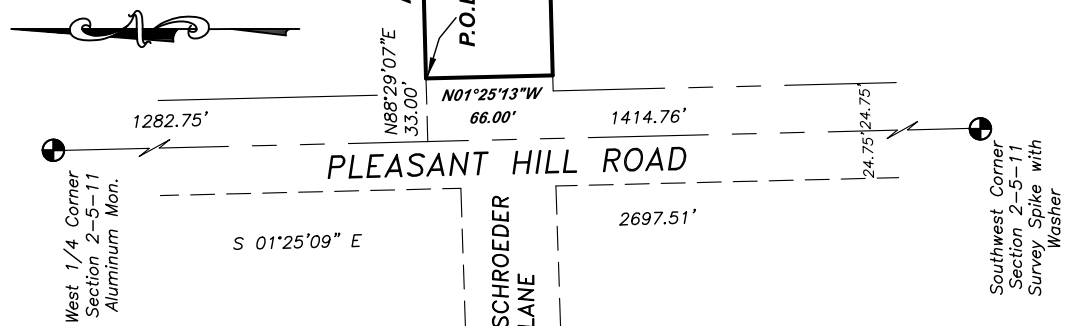 P.O.
N88°29'07"E
33.00'
N01°25'13"W
66.00'
1282.75'
1414.76'
24.75'
24.75'
PLEASANT HILL ROAD
West 1/4 Corner
Section 2-5-11
Aluminum Mon.
S 01°25'09" E
SCHROEDER
LANE
2697.51'
Southwest Corner
Section 2-5-11
Survey Spike with
Washer